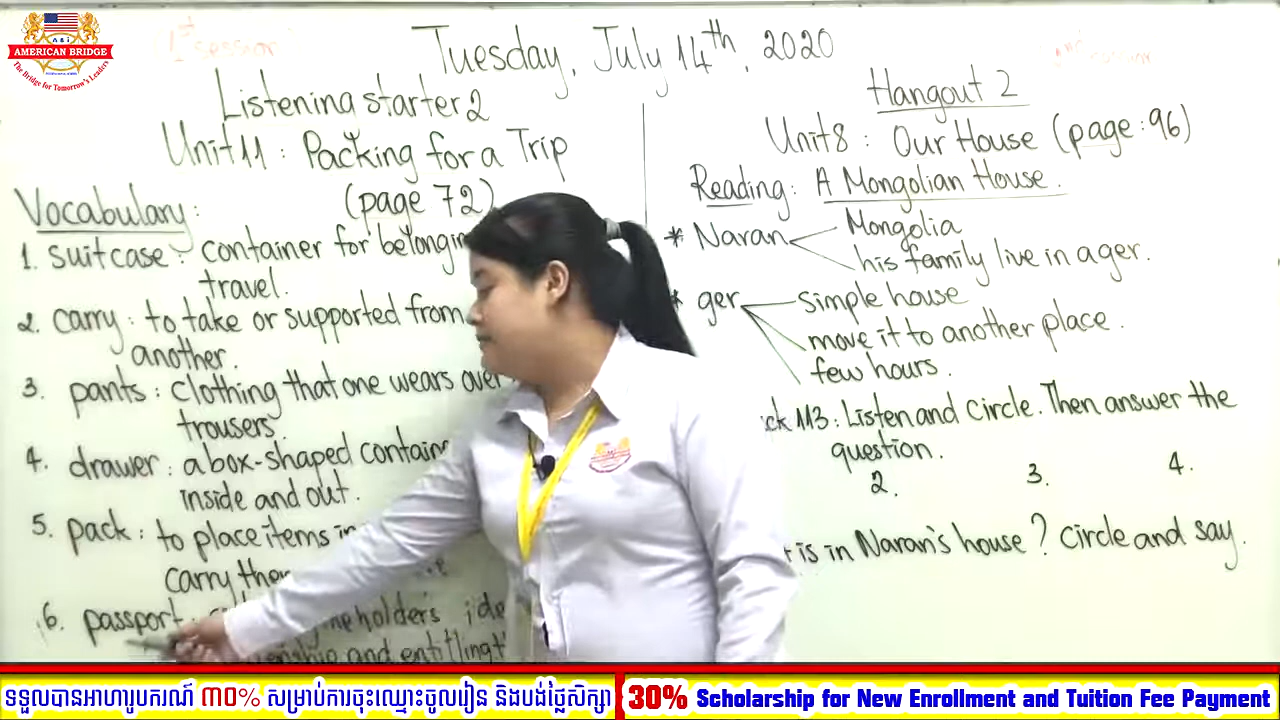 AMERICAN BRIDGE
The Bridge for Tomorrow's Leaders
1st session
Tuesday, July 14th, 2020
Listening starter 2
Unit 11 : Packing for a Trip
(page 72)
Vocabulary:
1. suitcase : container for
travel.
2. carry : to take or supported from
another.
3. pants : clothing that one wears over
trousers.
4. drawer : a box-shaped
inside and out.
5. pack : to place items
carry
6. passport :
holder's
and
Hangout 2
Unit 8 : Our House (page : 96)
Reading : A Mongolian House.
* Naran
Mongolia
his family live in a ger.
* ger
simple house
move it to another place.
few hours.
113 : Listen and circle. Then answer the
question.
2. 3. 4.
is in Naran's house? Circle and say.
ទទួលបានអាហារូបករណ៍ ៣០% សម្រាប់ការចុះឈ្មោះចូលរៀន និងបង់ថ្លៃសិក្សា
30% Scholarship for New Enrollment and Tuition Fee Payment